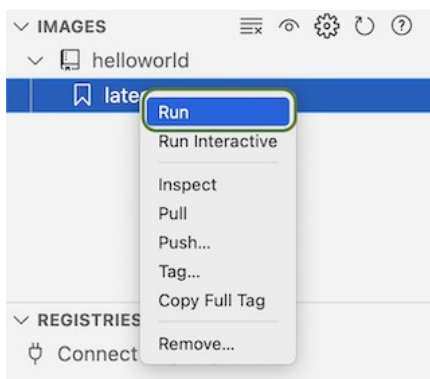 IMAGES
helloworld
late
Run
Run Interactive
Inspect
Pull
Push...
Tag...
Copy Full Tag
Remove...
REGISTRIES
Connect